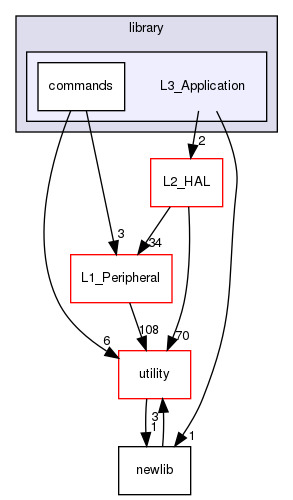 library
commands
L3_Application
2
L2_HAL
3
34
L1_Peripheral
108
70
6
utility
3
1
1
newlib